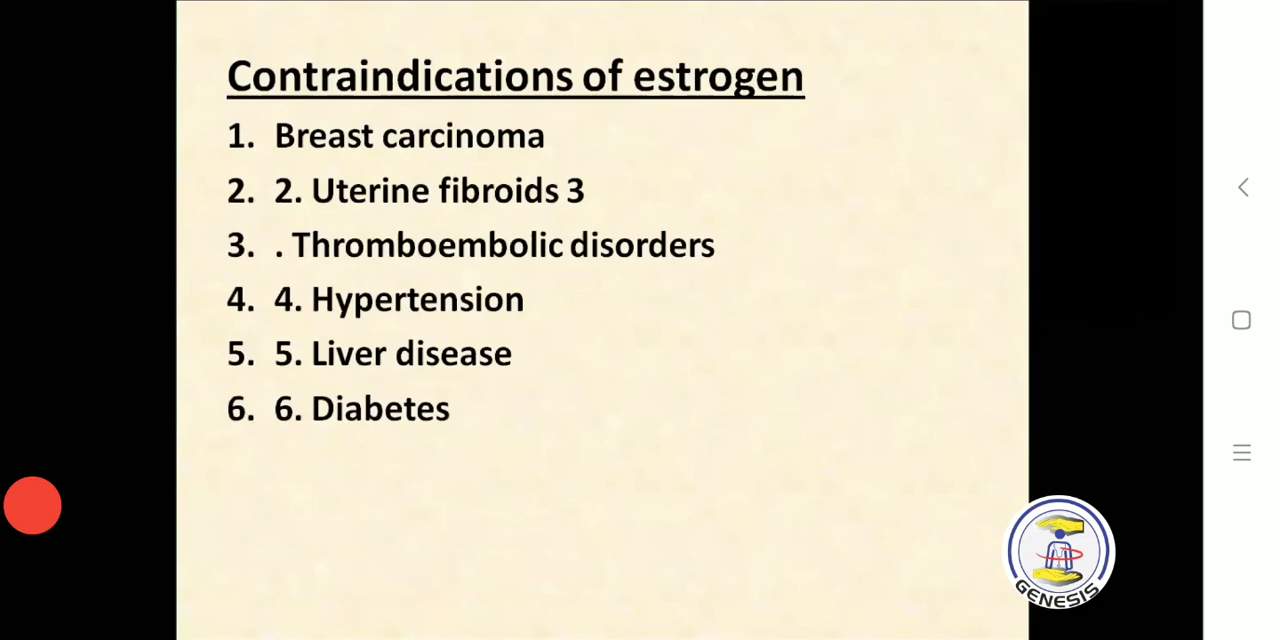 Contraindications of estrogen
1. Breast carcinoma
2. 2. Uterine fibroids 3
3. . Thromboembolic disorders
4. 4. Hypertension
5. 5. Liver disease
6. 6. Diabetes
GENESIS